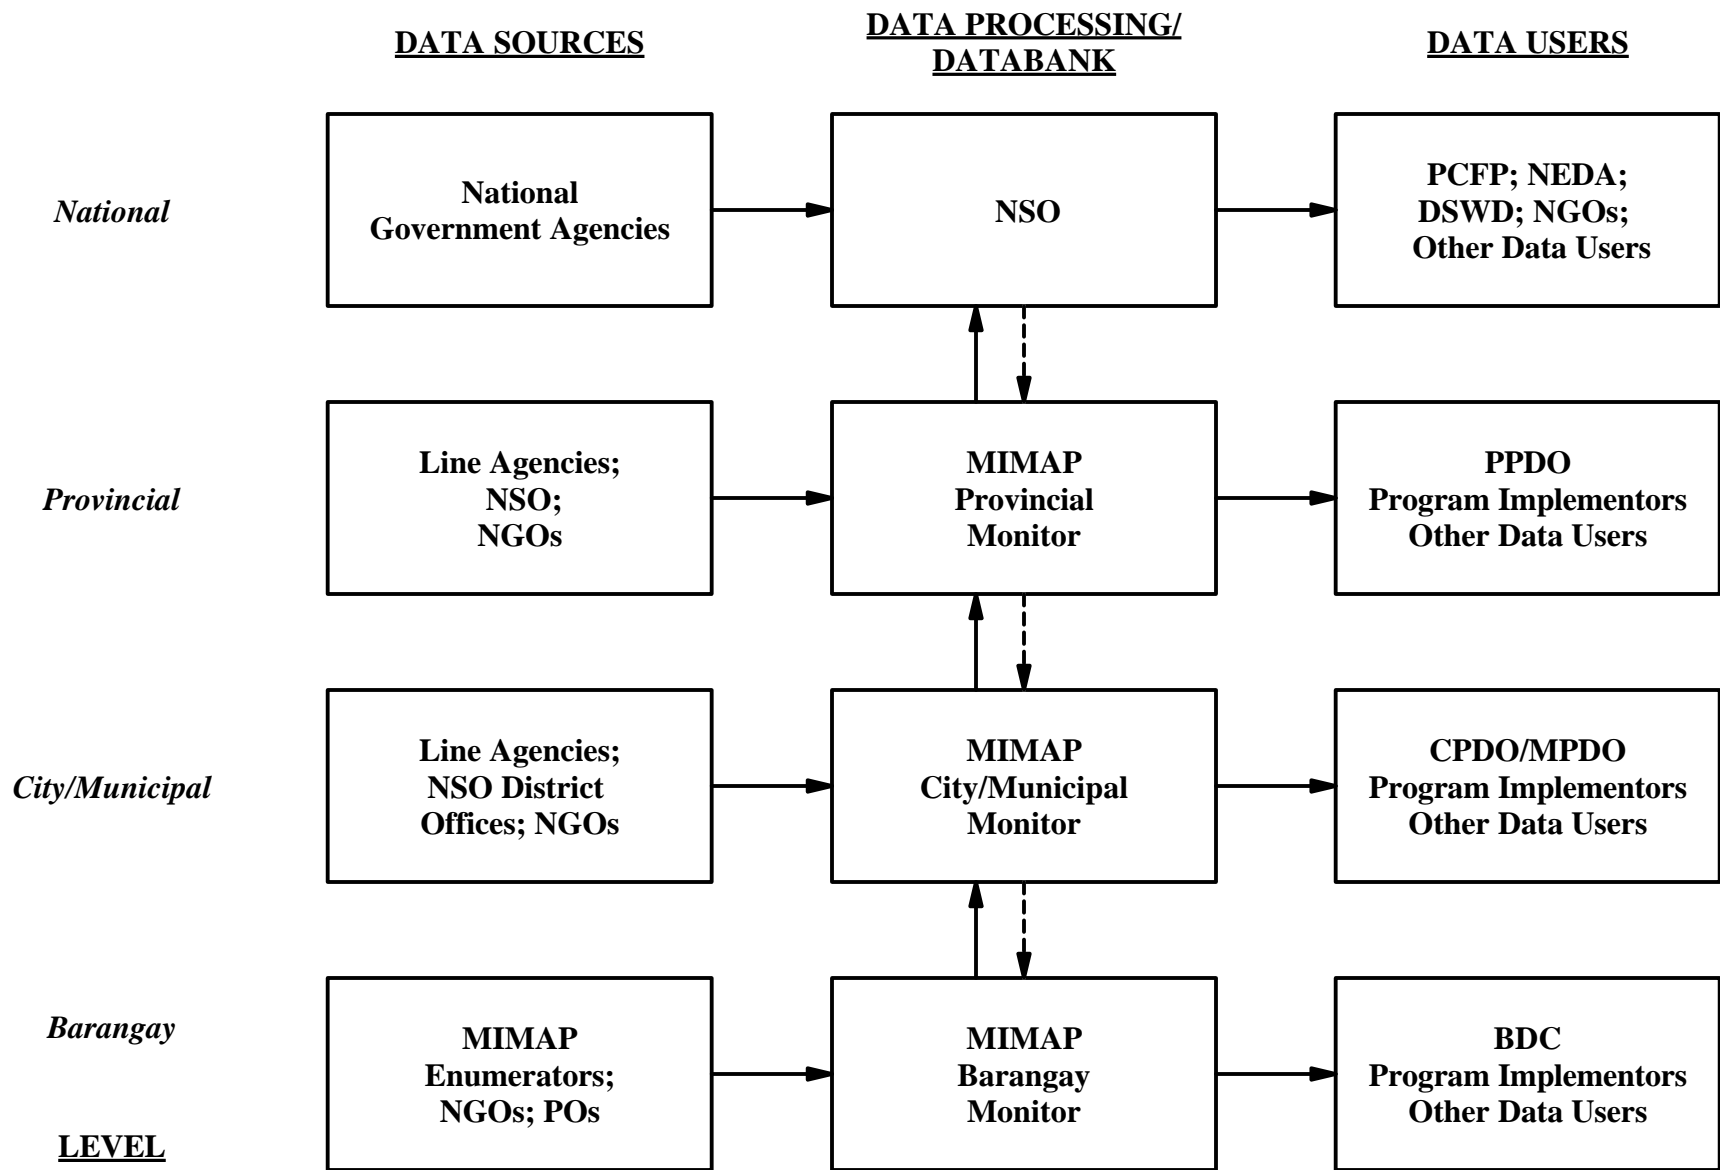 DATA SOURCES
DATA PROCESSING/
DATABANK
DATA USERS
National
National
Government Agencies
NSO
PCFP; NEDA;
DSWD; NGOs;
Other Data Users
Provincial
Line Agencies;
NSO;
NGOs
MIMAP
Provincial
Monitor
PPDO
Program Implementors
Other Data Users
City/Municipal
Line Agencies;
NSO District
Offices; NGOs
MIMAP
City/Municipal
Monitor
CPDO/MPDO
Program Implementors
Other Data Users
Barangay
MIMAP
Enumerators;
NGOs; POs
MIMAP
Barangay
Monitor
BDC
Program Implementors
Other Data Users
LEVEL